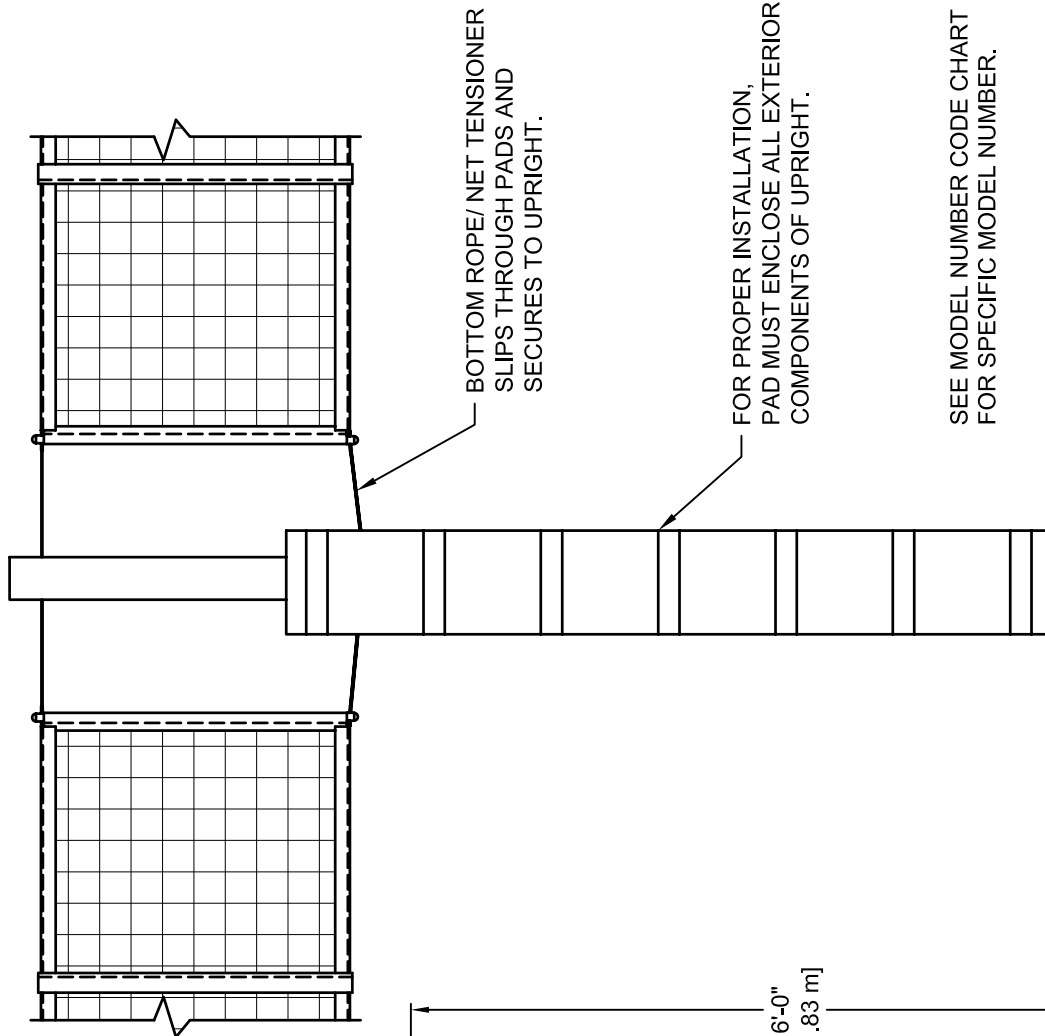 BOTTOM ROPE/ NET TENSIONER
SLIPS THROUGH PADS AND
SECURES TO UPRIGHT.
FOR PROPER INSTALLATION,
PAD MUST ENCLOSE ALL EXTERIOR
COMPONENTS OF UPRIGHT.
SEE MODEL NUMBER CODE CHART
FOR SPECIFIC MODEL NUMBER.
6'-0"
.83 m]